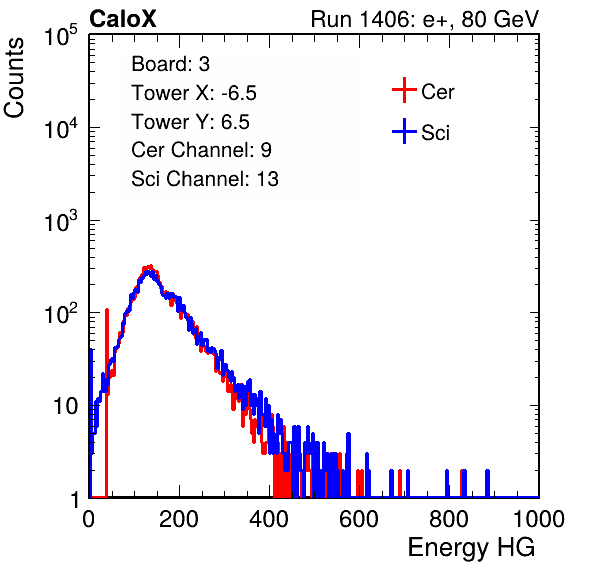 CaloX Run 1406: e+, 80 GeV
Counts
10^5
10^4
10^3
10^2
10
1
Board: 3
Tower X: -6.5
Tower Y: 6.5
Cer Channel: 9
Sci Channel: 13
Cer
Sci
0 200 400 600 800 1000
Energy HG